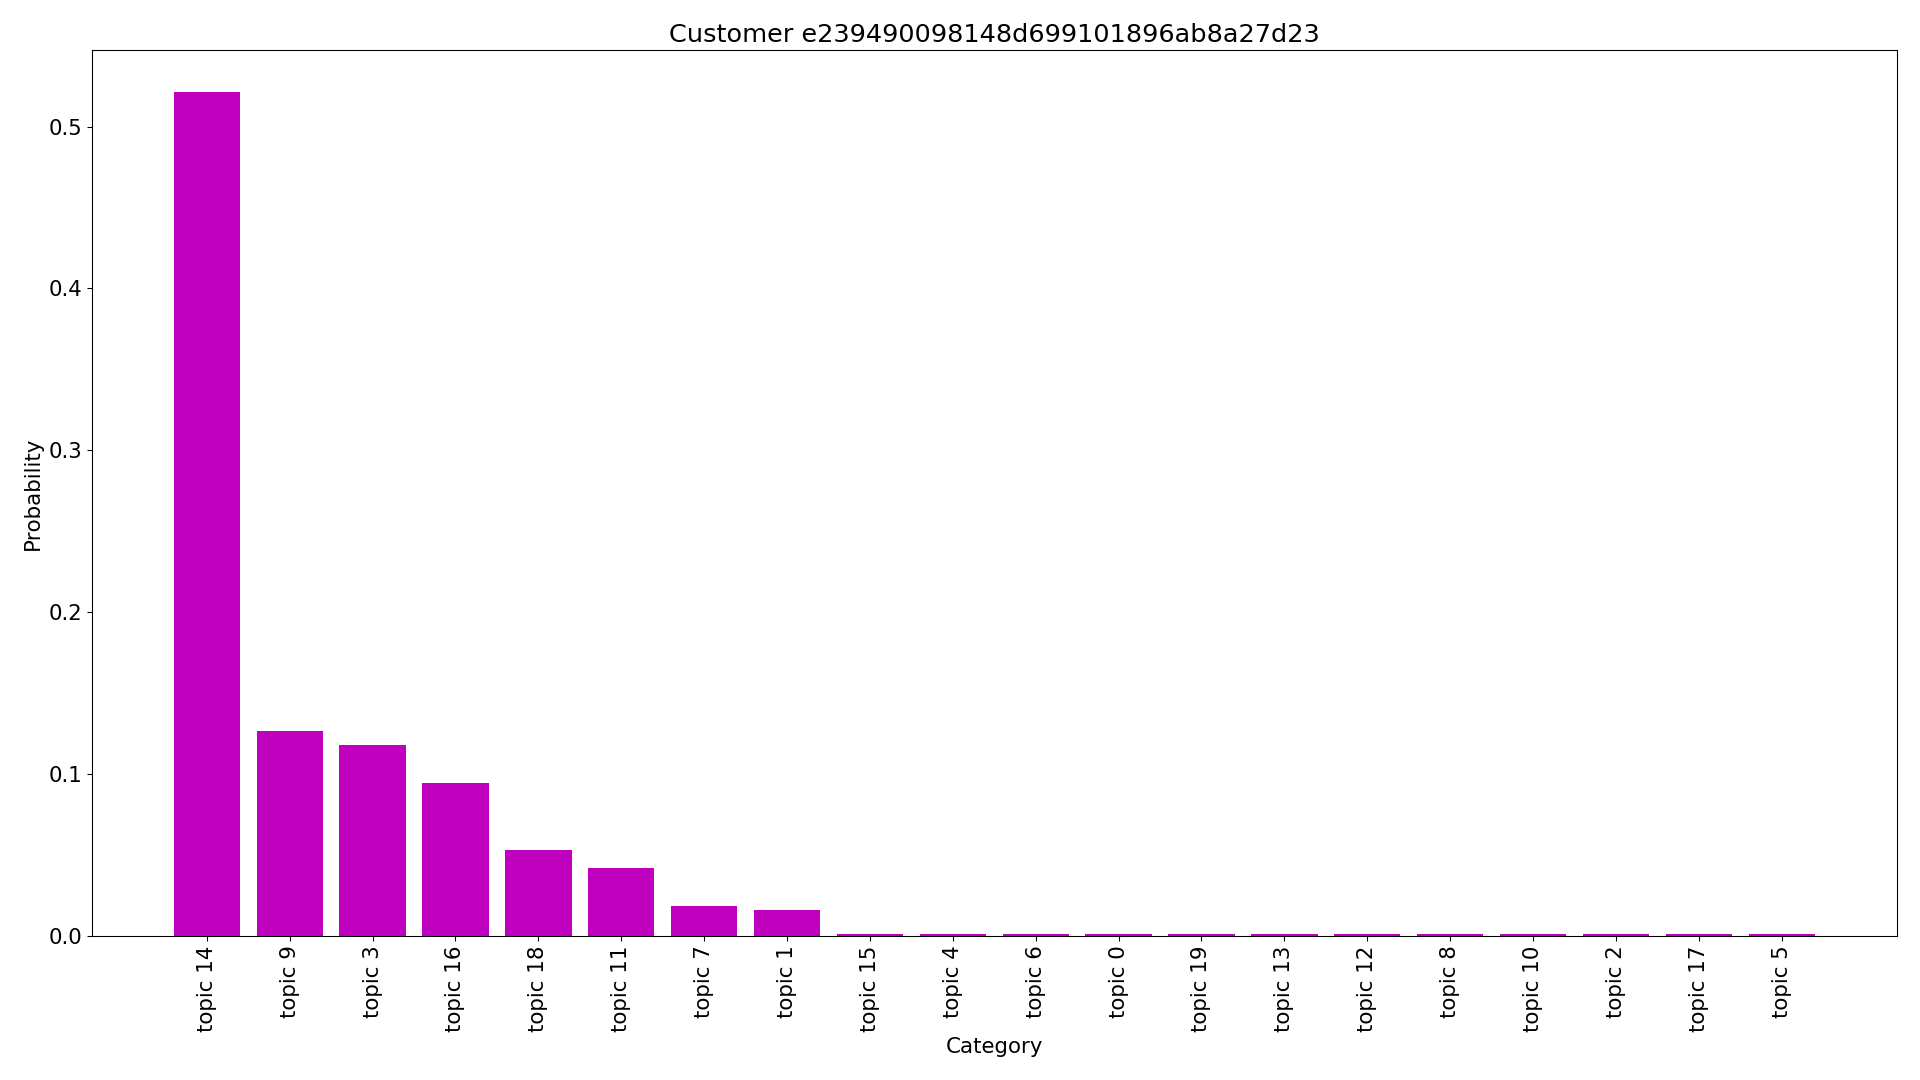 Customer e239490098148d699101896ab8a27d23
Probability
0.5
0.4
0.3
0.2
0.1
0.0
topic 14
topic 9
topic 3
topic 16
topic 18
topic 11
topic 7
topic 1
topic 15
topic 4
topic 6
topic 0
topic 19
topic 13
topic 12
topic 8
topic 10
topic 2
topic 17
topic 5
Category